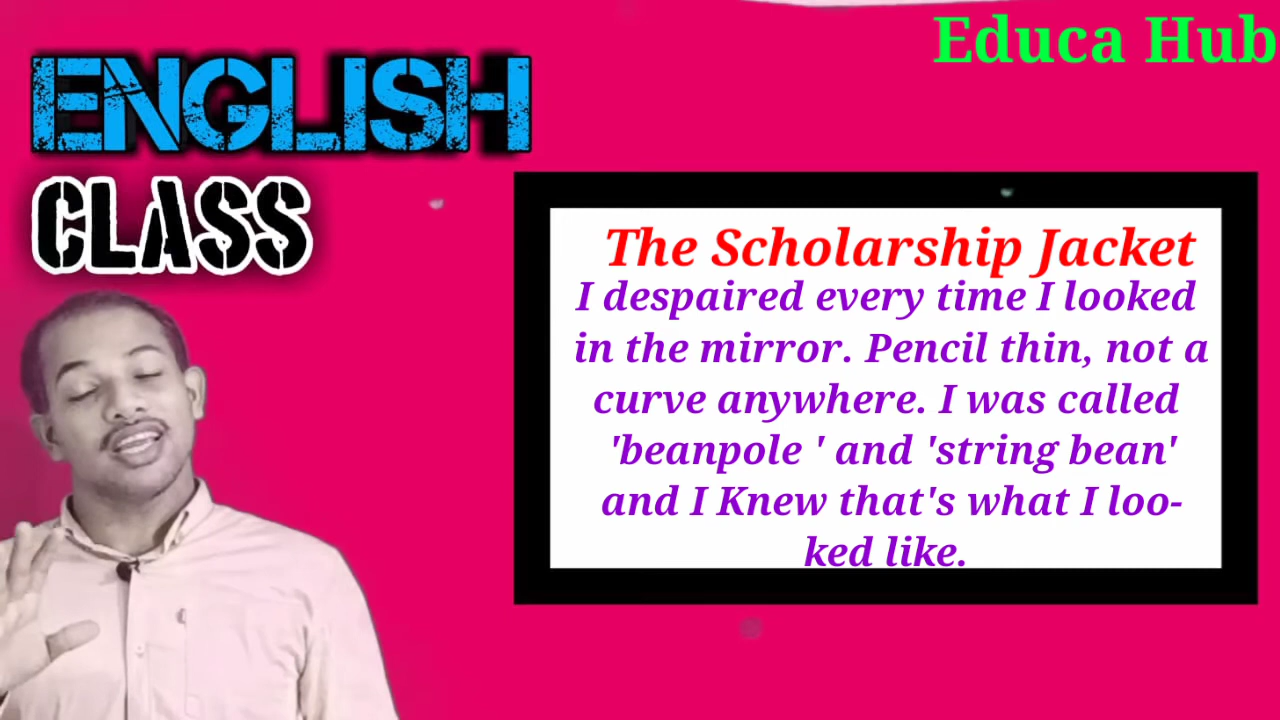 Educa Hub
ENGLISH
CLASS
The Scholarship Jacket
I despaired every time I looked
in the mirror. Pencil thin, not a
curve anywhere. I was called
'beanpole ' and 'string bean'
and I Knew that's what I loo-
ked like.